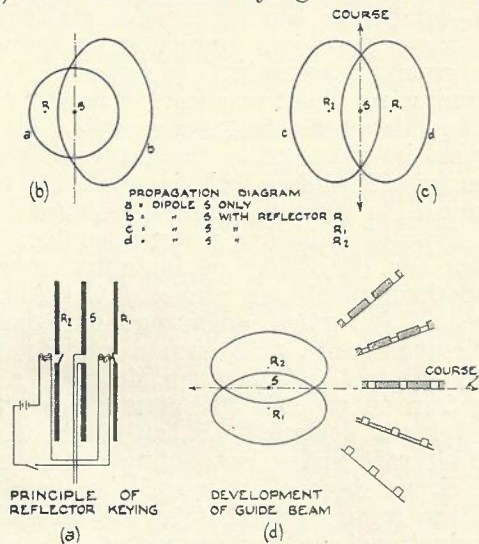 COURSE
R S
a b
(b)
R₂ S R₁
c d
(c)
PROPAGATION DIAGRAM
a = DIPOLE S ONLY
b = " S WITH REFLECTOR R
c = " S " R₁
d = " S " R₂
R₂ S R₁
PRINCIPLE OF
REFLECTOR KEYING
(a)
R₂
S
R₁
COURSE
DEVELOPMENT
OF GUIDE BEAM
(d)